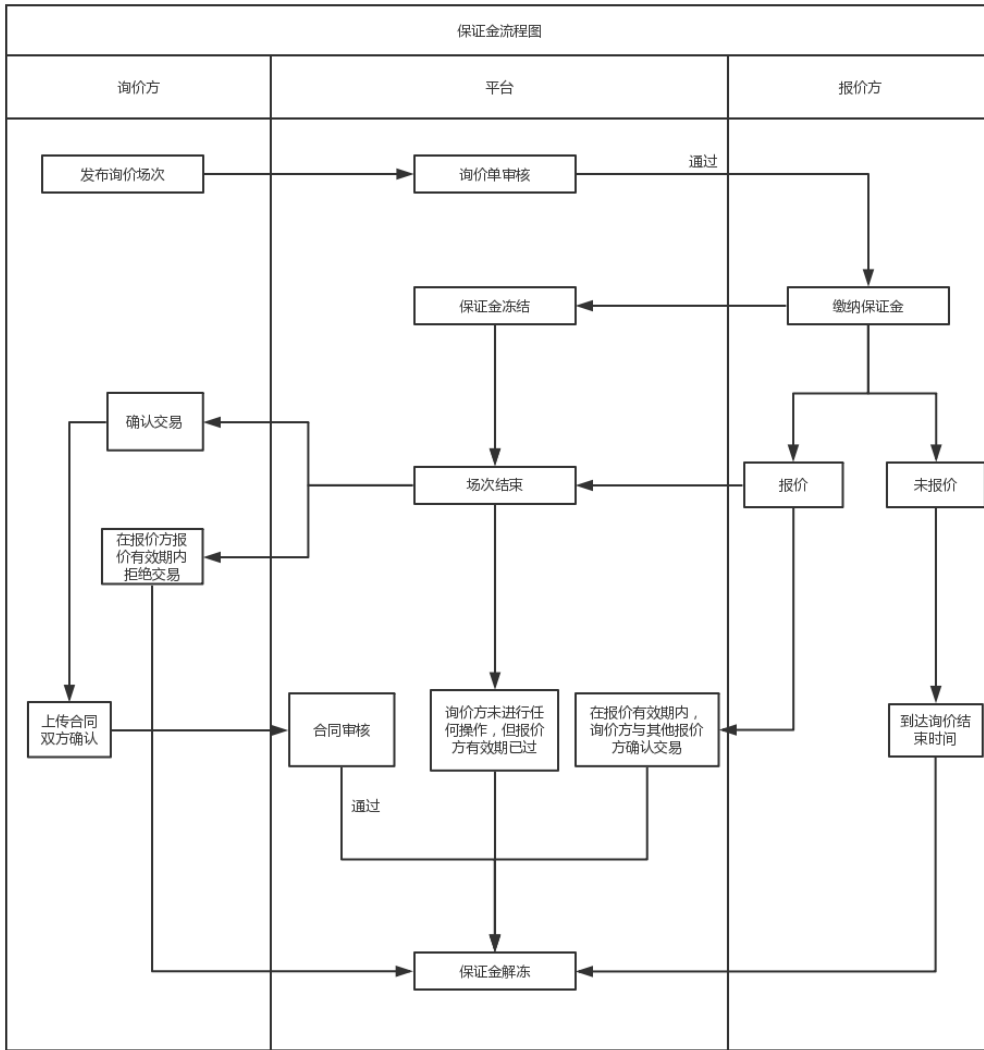 保证金流程图
询价方
平台
报价方
发布询价场次
询价单审核
通过
保证金冻结
缴纳保证金
确认交易
场次结束
报价
未报价
在报价方报
价有效期内
拒绝交易
上传合同
双方确认
合同审核
询价方未进行任
何操作，但报价
方有效期已过
在报价有效期内，
询价方与其他报价
方确认交易
到达询价结
束时间
通过
保证金解冻